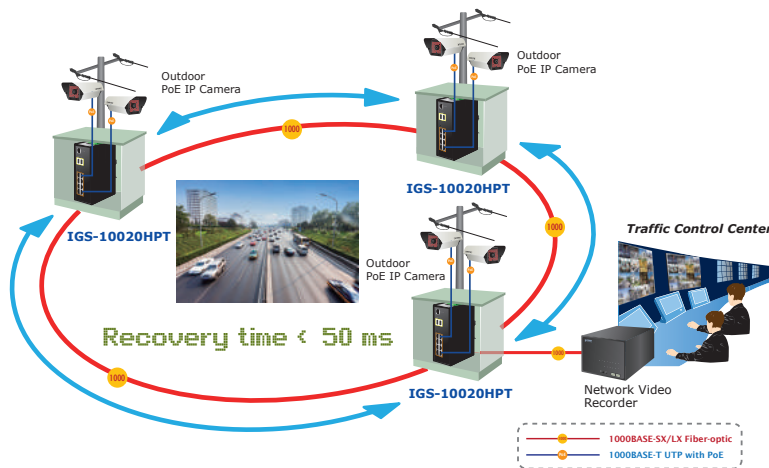 Outdoor
PoE IP Camera
Outdoor
PoE IP Camera
1000
IGS-10020HPT
IGS-10020HPT
1000
Traffic Control Center
Outdoor
PoE IP Camera
Recovery time < 50 ms
1000
1000
IGS-10020HPT
Network Video
Recorder
1000BASE-SX/LX Fiber-optic
1000BASE-T UTP with PoE